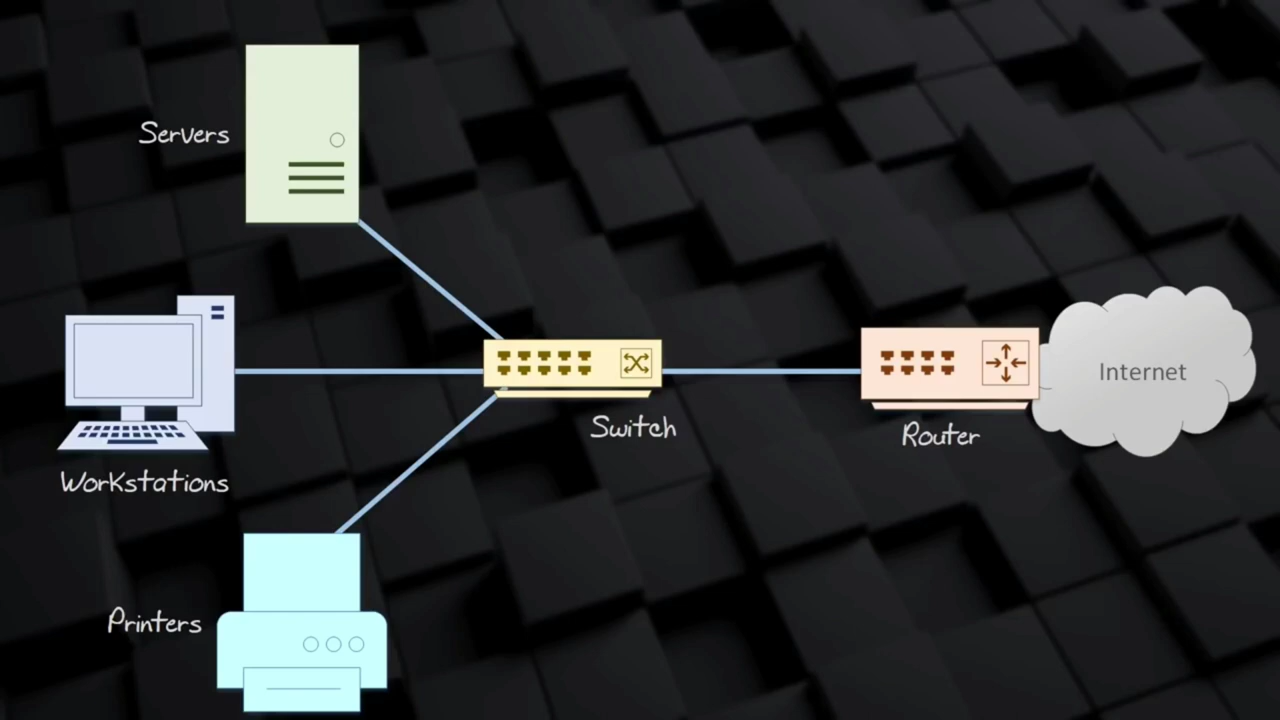 Servers
Workstations
Switch
Router
Internet
Printers